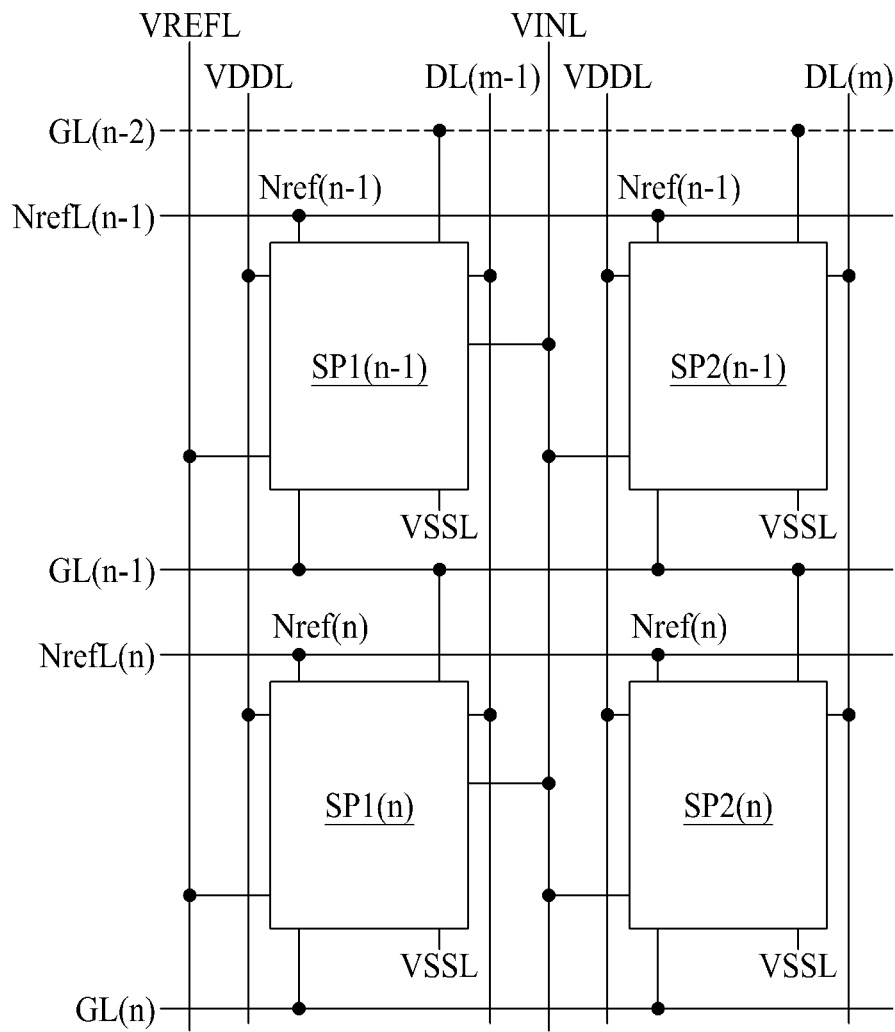 VREFL VINL
VDDL DL(m-1) VDDL DL(m)
GL(n-2)
Nref(n-1) Nref(n-1)
NrefL(n-1)
SP1(n-1) SP2(n-1)
VSSL VSSL
GL(n-1)
Nref(n) Nref(n)
NrefL(n)
SP1(n) SP2(n)
VSSL VSSL
GL(n)